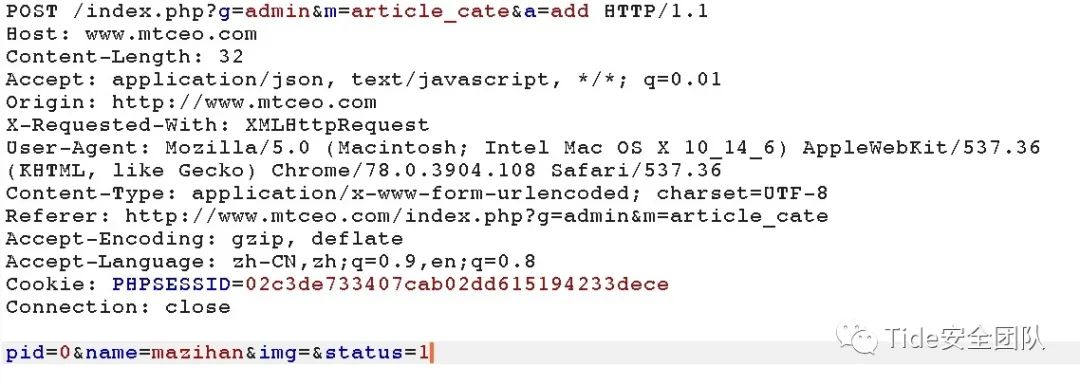 POST /index.php?g=admin&m=article_cate&a=add HTTP/1.1
Host: www.mtceo.com
Content-Length: 32
Accept: application/json, text/javascript, */*; q=0.01
Origin: http://www.mtceo.com
X-Requested-With: XMLHttpRequest
User-Agent: Mozilla/5.0 (Macintosh; Intel Mac OS X 10_14_6) AppleWebKit/537.36
(KHTML, like Gecko) Chrome/78.0.3904.108 Safari/537.36
Content-Type: application/x-www-form-urlencoded; charset=UTF-8
Referer: http://www.mtceo.com/index.php?g=admin&m=article_cate
Accept-Encoding: gzip, deflate
Accept-Language: zh-CN,zh;q=0.9,en;q=0.8
Cookie: PHPSESSID=02c3de733407cab02dd615194233dece
Connection: close
pid=0&name=mazihan&img=&status=1
Tide安全团队